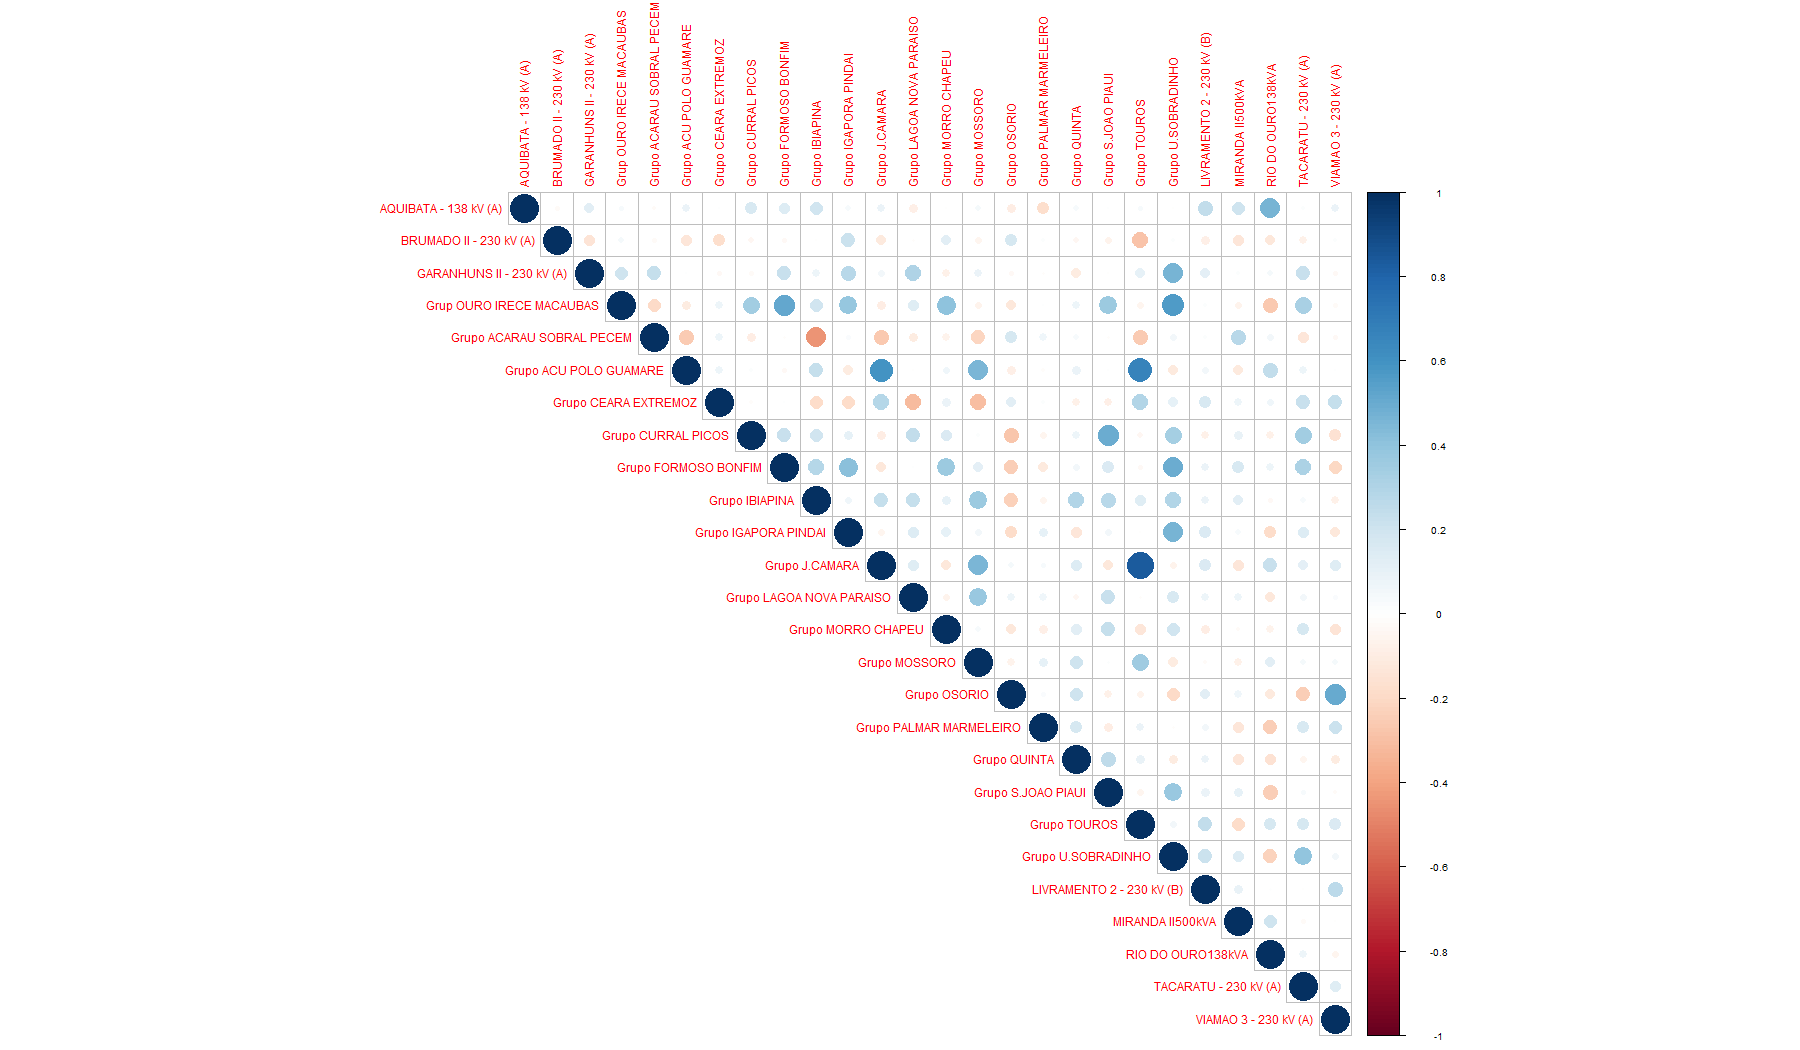 AQUIBATA - 138 kV (A)
BRUMADO II - 230 kV (A)
GARANHUNS II - 230 kV (A)
Grup OURO IRECE MACAUBAS
Grupo ACARAU SOBRAL PECEM
Grupo ACU POLO GUAMARE
Grupo CEARA EXTREMOZ
Grupo CURRAL PICOS
Grupo FORMOSO BONFIM
Grupo IBIAPINA
Grupo IGAPORA PINDAI
Grupo J.CAMARA
Grupo LAGOA NOVA PARAISO
Grupo MORRO CHAPEU
Grupo MOSSORO
Grupo OSORIO
Grupo PALMAR MARMELEIRO
Grupo QUINTA
Grupo S.JOAO PIAUI
Grupo TOUROS
Grupo U.SOBRADINHO
LIVRAMENTO 2 - 230 kV (B)
MIRANDA II500kVA
RIO DO OURO138kVA
TACARATU - 230 kV (A)
VIAMAO 3 - 230 kV (A)
AQUIBATA - 138 kV (A)
BRUMADO II - 230 kV (A)
GARANHUNS II - 230 kV (A)
Grup OURO IRECE MACAUBAS
Grupo ACARAU SOBRAL PECEM
Grupo ACU POLO GUAMARE
Grupo CEARA EXTREMOZ
Grupo CURRAL PICOS
Grupo FORMOSO BONFIM
Grupo IBIAPINA
Grupo IGAPORA PINDAI
Grupo J.CAMARA
Grupo LAGOA NOVA PARAISO
Grupo MORRO CHAPEU
Grupo MOSSORO
Grupo OSORIO
Grupo PALMAR MARMELEIRO
Grupo QUINTA
Grupo S.JOAO PIAUI
Grupo TOUROS
Grupo U.SOBRADINHO
LIVRAMENTO 2 - 230 kV (B)
MIRANDA II500kVA
RIO DO OURO138kVA
TACARATU - 230 kV (A)
VIAMAO 3 - 230 kV (A)
1
0.8
0.6
0.4
0.2
0
-0.2
-0.4
-0.6
-0.8
-1